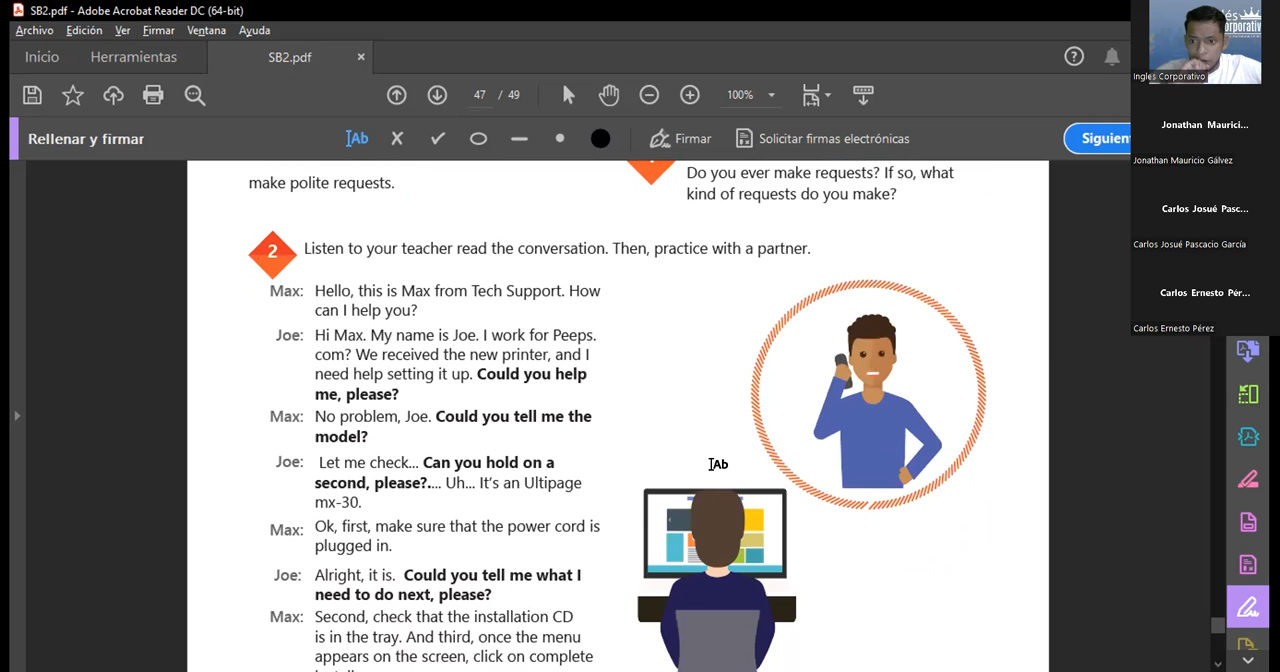 SB2.pdf - Adobe Acrobat Reader DC (64-bit)
Archivo Edición Ver Firmar Ventana Ayuda
Inicio Herramientas SB2.pdf ×
47 / 49 100%
Rellenar y firmar Ab Firmar Solicitar firmas electrónicas Siguien
make polite requests.
Do you ever make requests? If so, what
kind of requests do you make?
2 Listen to your teacher read the conversation. Then, practice with a partner.
Max: Hello, this is Max from Tech Support. How
can I help you?
Joe: Hi Max. My name is Joe. I work for Peeps.
com? We received the new printer, and I
need help setting it up. Could you help
me, please?
Max: No problem, Joe. Could you tell me the
model?
Joe: Let me check... Can you hold on a
second, please?.... Uh... It's an Ultipage
mx-30.
Max: Ok, first, make sure that the power cord is
plugged in.
Joe: Alright, it is. Could you tell me what I
need to do next, please?
Max: Second, check that the installation CD
is in the tray. And third, once the menu
appears on the screen, click on complete
Ab
Ingles Corporativo
Jonathan Maurici...
Jonathan Mauricio Gálvez
Carlos Josué Pasc...
Carlos Josué Pascacio García
Carlos Ernesto Pér...
Carlos Ernesto Pérez